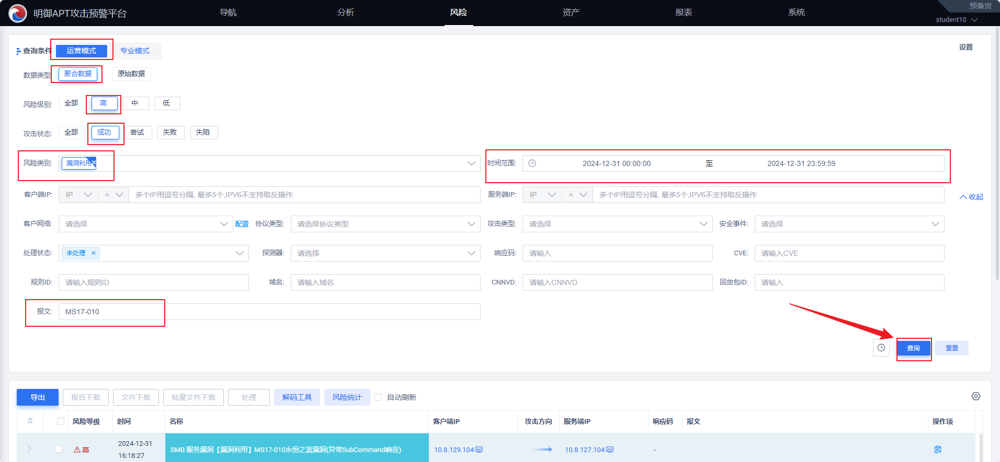 明御APT攻击预警平台 导航 分析 风险 资产 报表 系统 预备货
student10
查询条件 运营模式 专业模式 设置
数据类型 聚合数据 原始数据
风险级别: 全部 高 中 低
攻击状态: 全部 成功 尝试 失败 失陷
风险类别: 漏洞利用 时间范围: 2024-12-31 00:00:00 至 2024-12-31 23:59:59
客户端IP: IP = 多个IP用逗号分隔, 最多5个,IPV6不支持取反操作 服务端IP: IP = 多个IP用逗号分隔, 最多5个,IPV6不支持取反操作 收起
客户网络: 请选择 配置 协议类型: 请选择协议类型 攻击类型: 请选择 安全事件: 请选择
处理状态: 未处理 × 探测器: 请选择 响应码: 请输入 CVE: 请输入CVE
规则ID: 请输入规则ID 域名: 请输入域名 CNNVD: 请输入CNNVD 回放包ID: 请输入
报文: MS17-010
查询 重置
导出 报告下载 文件下载 批量文件下载 处理 解码工具 风险统计 自动刷新
风险等级 时间 名称 客户端IP 攻击方向 服务端IP 响应码 报文 操作项
高 2024-12-31 16:18:27 SMB 服务漏洞【漏洞利用】MS17-010永恒之蓝漏洞(异常SubCommand响应) 10.8.129.104 10.8.127.104 -